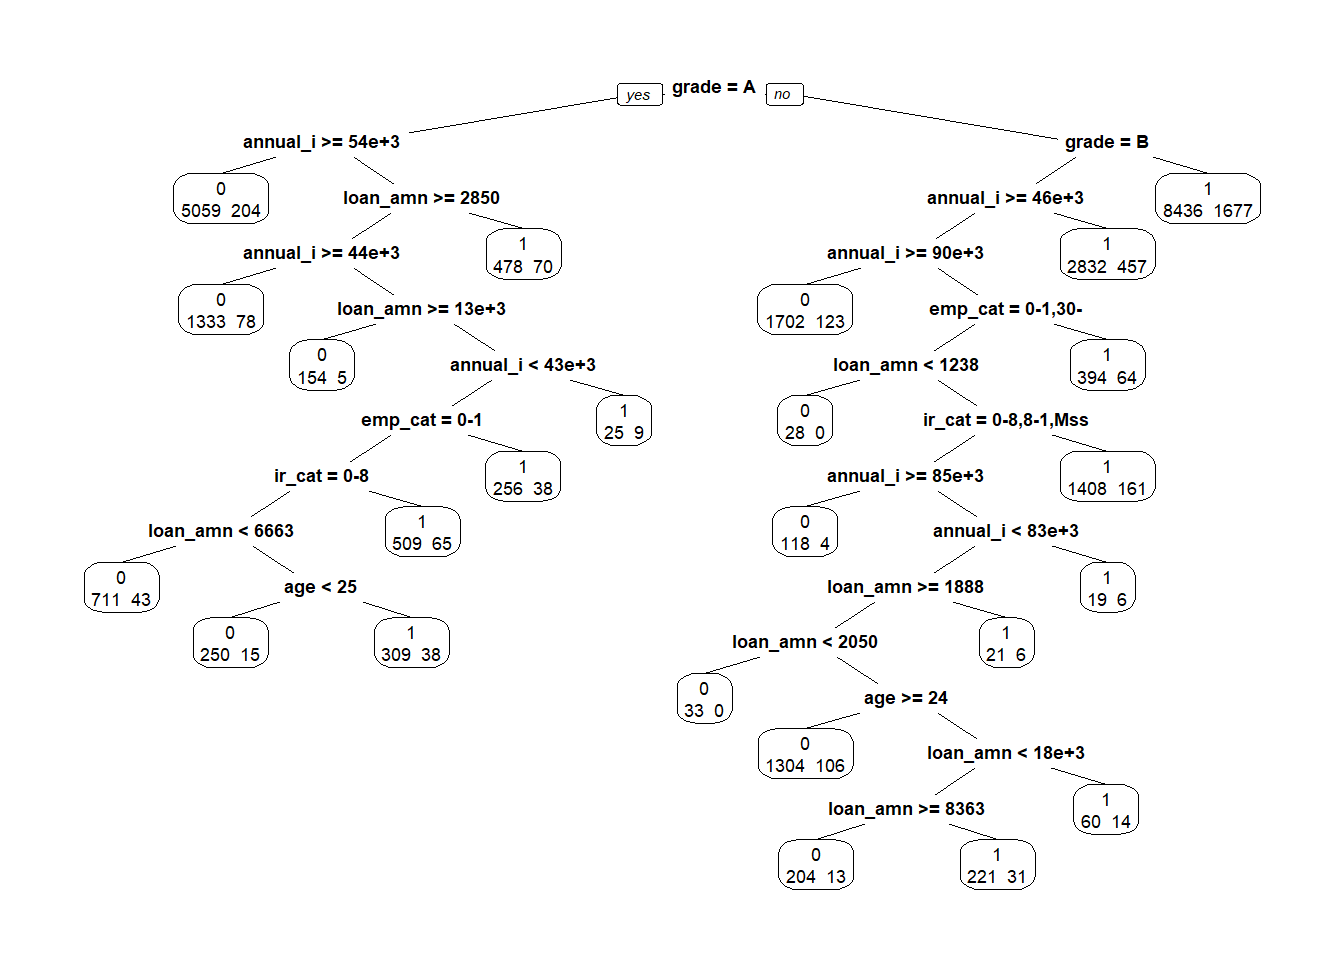 yes
grade = A
no
annual_i >= 54e+3
grade = B
0
5059 204
loan_amn >= 2850
annual_i >= 46e+3
1
8436 1677
annual_i >= 44e+3
1
478 70
annual_i >= 90e+3
1
2832 457
0
1333 78
loan_amn >= 13e+3
0
1702 123
emp_cat = 0-1,30-
0
154 5
annual_i < 43e+3
loan_amn < 1238
1
394 64
emp_cat = 0-1
1
25 9
0
28 0
ir_cat = 0-8,8-1,Mss
ir_cat = 0-8
1
256 38
annual_i >= 85e+3
1
1408 161
loan_amn < 6663
1
509 65
0
118 4
annual_i < 83e+3
0
711 43
age < 25
loan_amn >= 1888
1
19 6
0
250 15
1
309 38
loan_amn < 2050
1
21 6
0
33 0
age >= 24
0
1304 106
loan_amn < 18e+3
loan_amn >= 8363
1
60 14
0
204 13
1
221 31